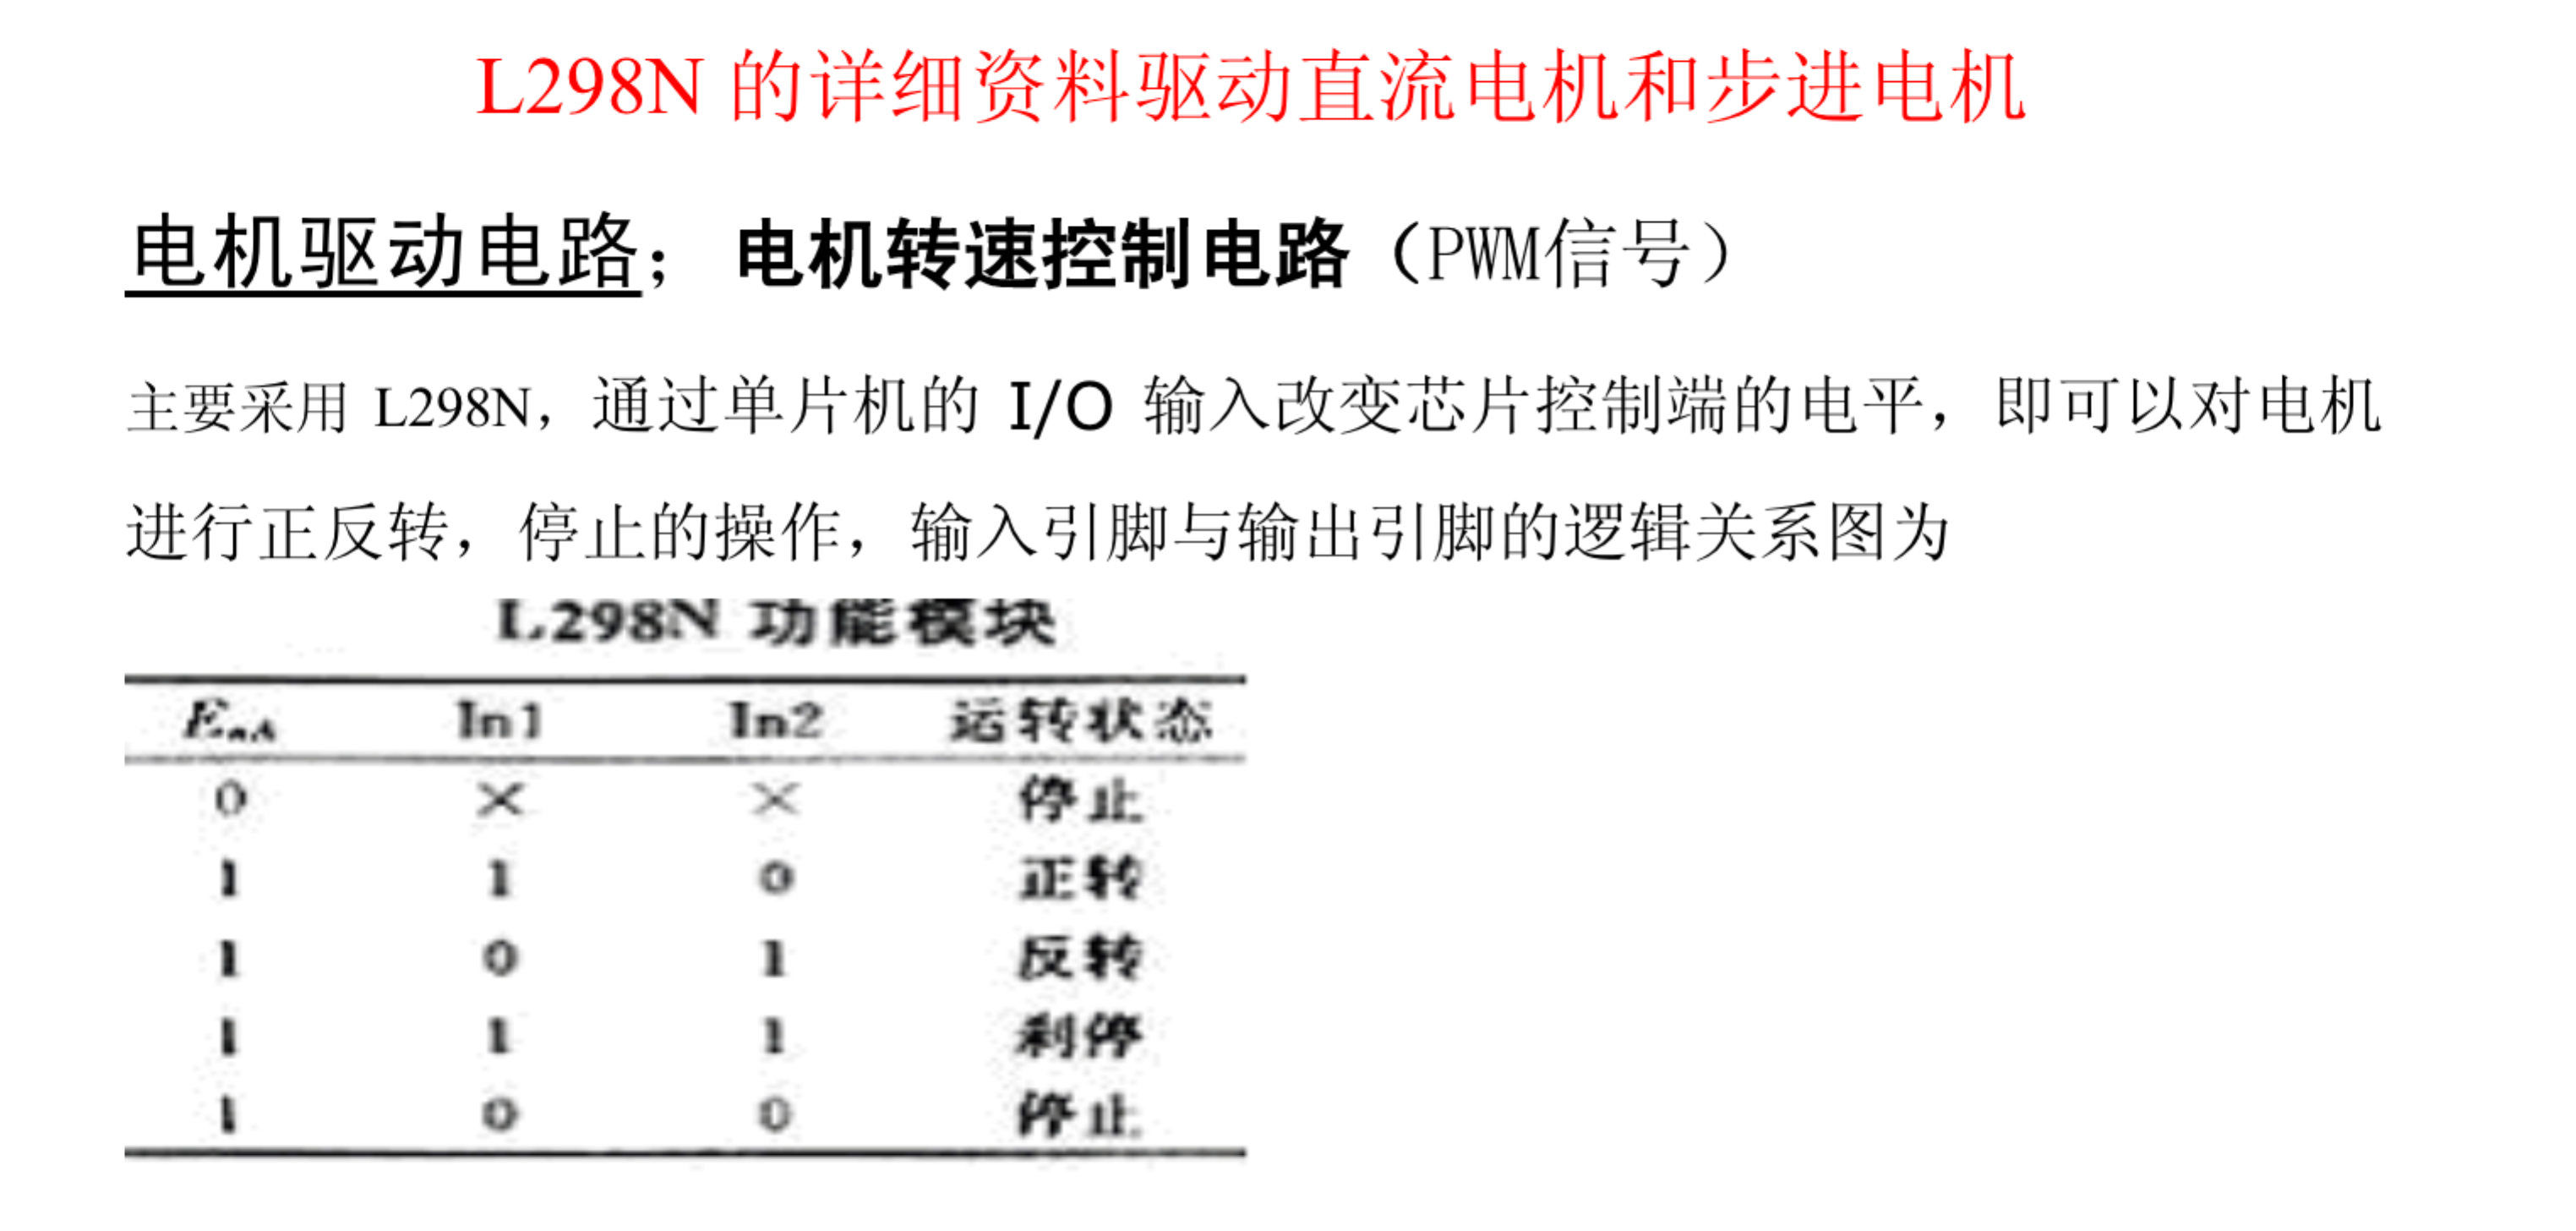 L298N 的详细资料驱动直流电机和步进电机
电机驱动电路； 电机转速控制电路（PWM信号）
主要采用 L298N，通过单片机的 I/O 输入改变芯片控制端的电平，即可以对电机
进行正反转，停止的操作，输入引脚与输出引脚的逻辑关系图为
L298N 功能模块
EnA In1 In2 运转状态
0 × × 停止
1 1 0 正转
1 0 1 反转
1 1 1 刹停
1 0 0 停止